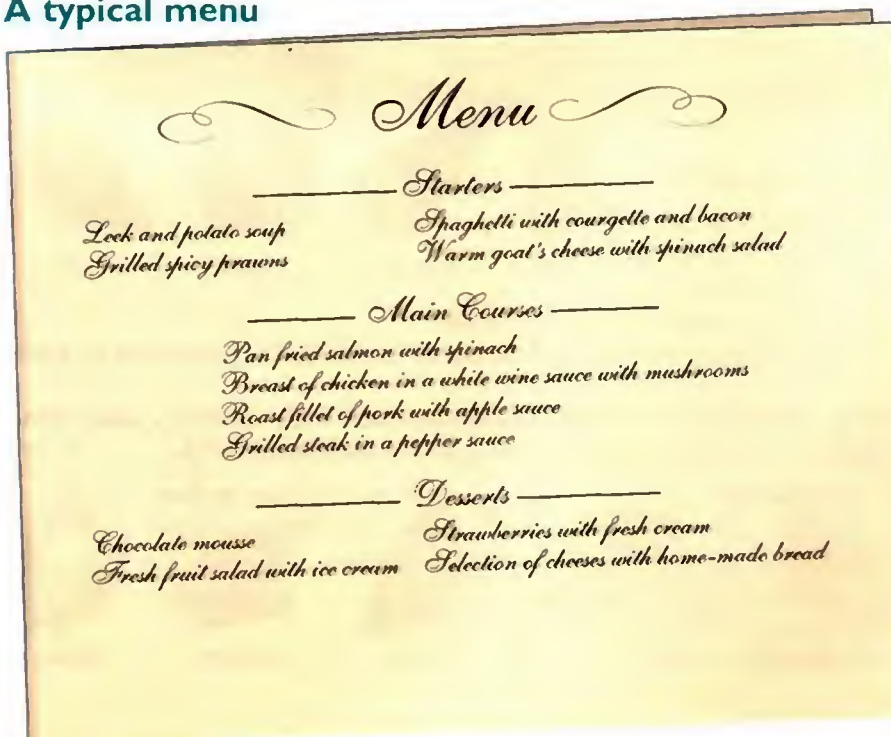 A typical menu
Menu
Starters
Leek and potato soup
Grilled spicy prawns
Spaghetti with courgette and bacon
Warm goat's cheese with spinach salad
Main Courses
Pan fried salmon with spinach
Breast of chicken in a white wine sauce with mushrooms
Roast fillet of pork with apple sauce
Grilled steak in a pepper sauce
Desserts
Chocolate mousse
Fresh fruit salad with ice cream
Strawberries with fresh cream
Selection of cheeses with home-made bread